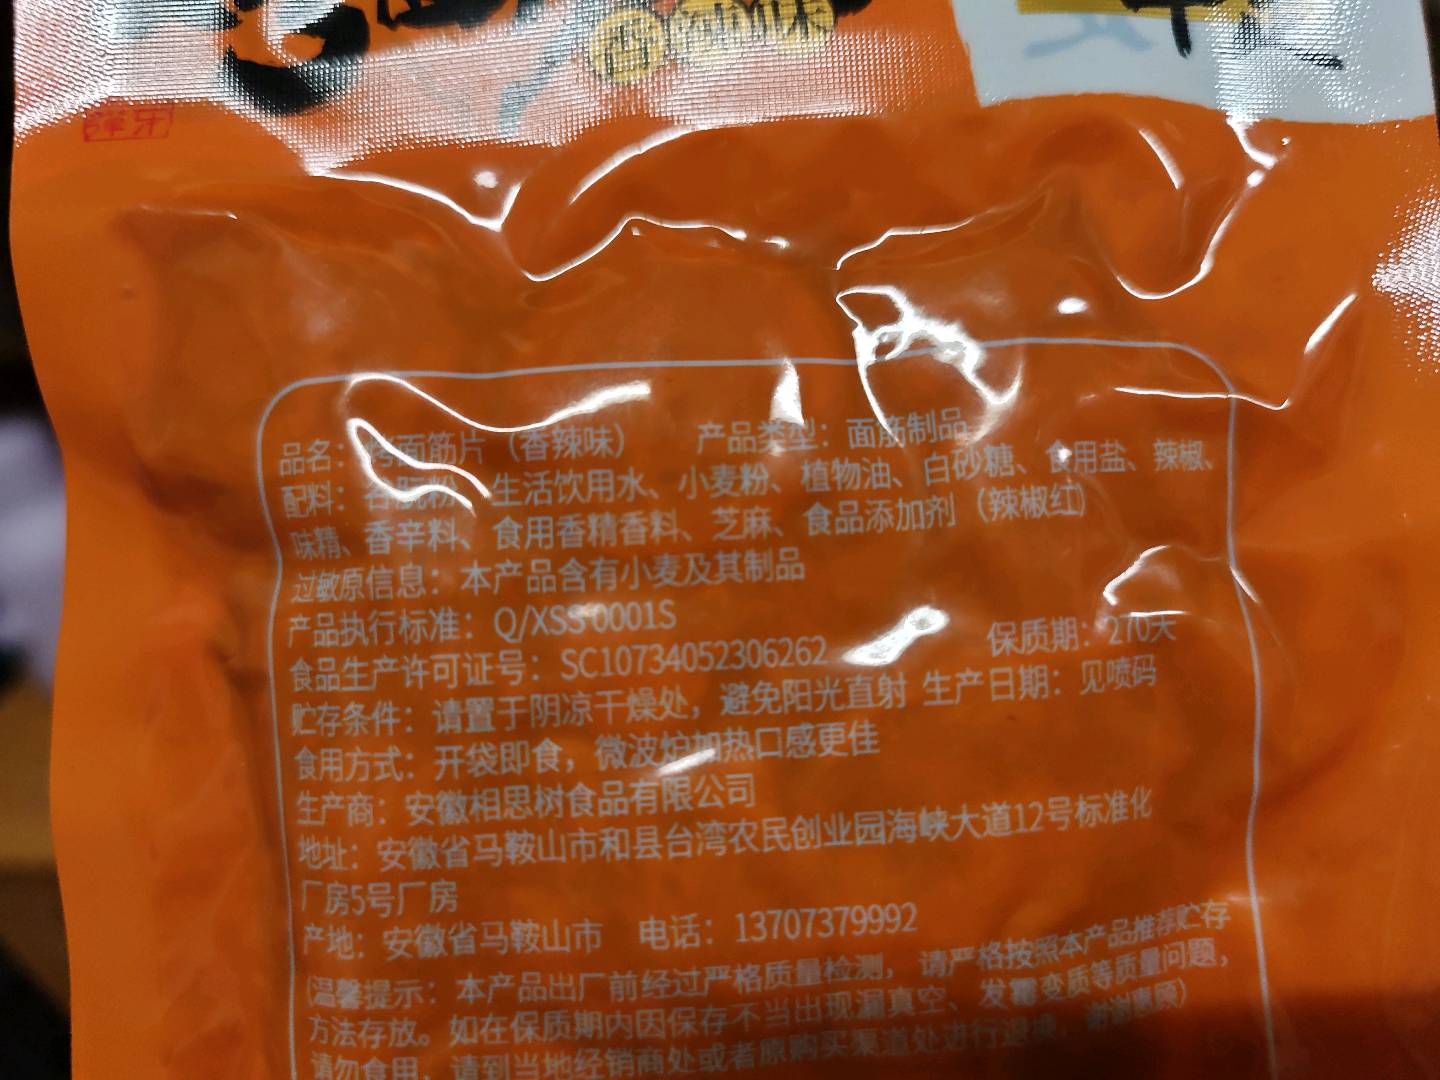 香辣味
品名：烤面筋片（香辣味） 产品类型：面筋制品
配料：谷朊粉、生活饮用水、小麦粉、植物油、白砂糖、食用盐、辣椒、
味精、香辛料、食用香精香料、芝麻、食品添加剂（辣椒红）
过敏原信息：本产品含有小麦及其制品
产品执行标准：Q/XSS 0001S
食品生产许可证号：SC10734052306262 保质期：270天
贮存条件：请置于阴凉干燥处，避免阳光直射 生产日期：见喷码
食用方式：开袋即食，微波炉加热口感更佳
生产商：安徽相思树食品有限公司
地址：安徽省马鞍山市和县台湾农民创业园海峡大道12号标准化
厂房5号厂房
产地：安徽省马鞍山市 电话：13707379992
（温馨提示：本产品出厂前经过严格质量检测，请严格按照本产品推荐贮存
方法存放。如在保质期内因保存不当出现漏真空、发霉变质等质量问题，
请勿食用，请到当地经销商处或者原购买渠道处进行退换，谢谢惠顾）